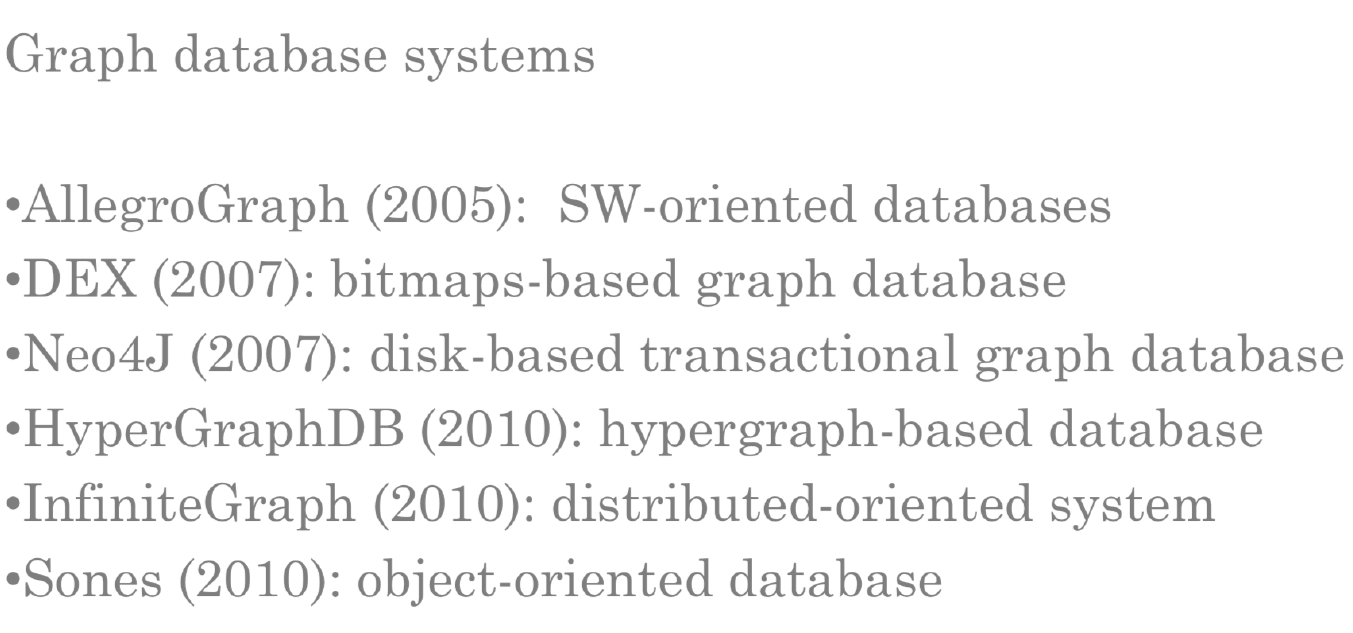 Graph database systems
•AllegroGraph (2005):  SW-oriented databases
•DEX (2007): bitmaps-based graph database
•Neo4J (2007): disk-based transactional graph database
•HyperGraphDB (2010): hypergraph-based database
•InfiniteGraph (2010): distributed-oriented system
•Sones (2010): object-oriented database